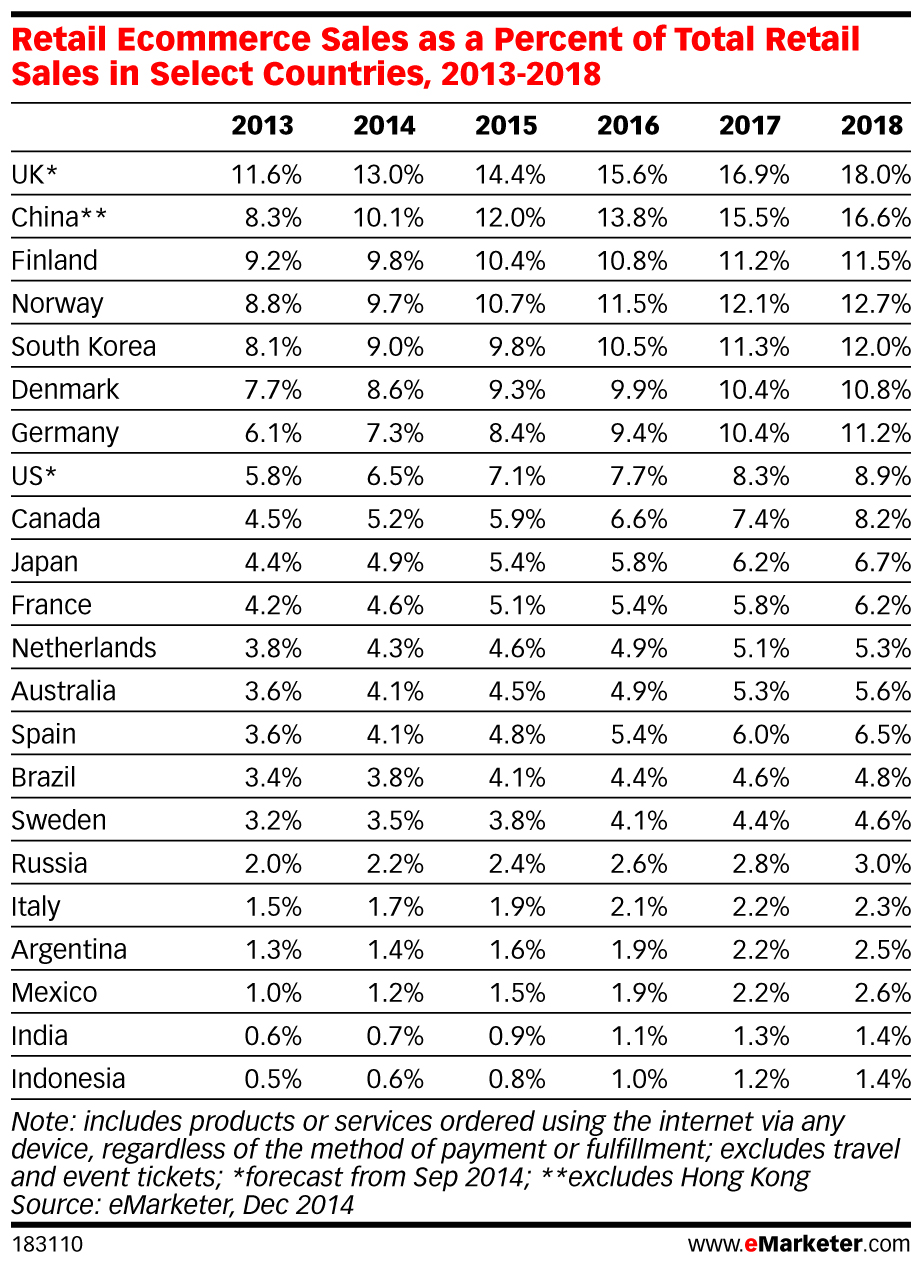 Retail Ecommerce Sales as a Percent of Total Retail
Sales in Select Countries, 2013-2018
2013 2014 2015 2016 2017 2018
UK* 11.6% 13.0% 14.4% 15.6% 16.9% 18.0%
China** 8.3% 10.1% 12.0% 13.8% 15.5% 16.6%
Finland 9.2% 9.8% 10.4% 10.8% 11.2% 11.5%
Norway 8.8% 9.7% 10.7% 11.5% 12.1% 12.7%
South Korea 8.1% 9.0% 9.8% 10.5% 11.3% 12.0%
Denmark 7.7% 8.6% 9.3% 9.9% 10.4% 10.8%
Germany 6.1% 7.3% 8.4% 9.4% 10.4% 11.2%
US* 5.8% 6.5% 7.1% 7.7% 8.3% 8.9%
Canada 4.5% 5.2% 5.9% 6.6% 7.4% 8.2%
Japan 4.4% 4.9% 5.4% 5.8% 6.2% 6.7%
France 4.2% 4.6% 5.1% 5.4% 5.8% 6.2%
Netherlands 3.8% 4.3% 4.6% 4.9% 5.1% 5.3%
Australia 3.6% 4.1% 4.5% 4.9% 5.3% 5.6%
Spain 3.6% 4.1% 4.8% 5.4% 6.0% 6.5%
Brazil 3.4% 3.8% 4.1% 4.4% 4.6% 4.8%
Sweden 3.2% 3.5% 3.8% 4.1% 4.4% 4.6%
Russia 2.0% 2.2% 2.4% 2.6% 2.8% 3.0%
Italy 1.5% 1.7% 1.9% 2.1% 2.2% 2.3%
Argentina 1.3% 1.4% 1.6% 1.9% 2.2% 2.5%
Mexico 1.0% 1.2% 1.5% 1.9% 2.2% 2.6%
India 0.6% 0.7% 0.9% 1.1% 1.3% 1.4%
Indonesia 0.5% 0.6% 0.8% 1.0% 1.2% 1.4%
Note: includes products or services ordered using the internet via any
device, regardless of the method of payment or fulfillment; excludes travel
and event tickets; *forecast from Sep 2014; **excludes Hong Kong
Source: eMarketer, Dec 2014
183110 www.eMarketer.com